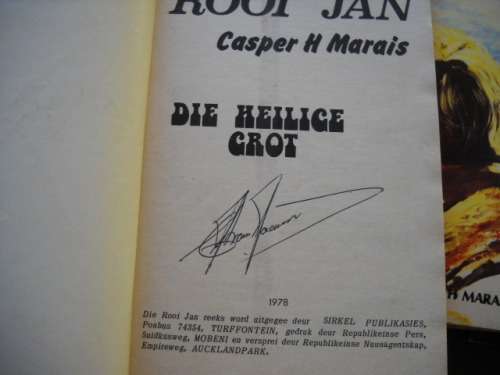 ROOI JAN
Casper H Marais
DIE HEILIGE
GROT
1978
Die Rooi Jan reeks word uitgegee deur SIRKEL PUBLIKASIES,
Posbus 74354, TURFFONTEIN, gedruk deur Republikeinse Pers,
Suidkusweg, MOBENI en versprei deur Republikeinse Nuusagentskap,
Empireweg, AUCKLANDPARK.
H MARA